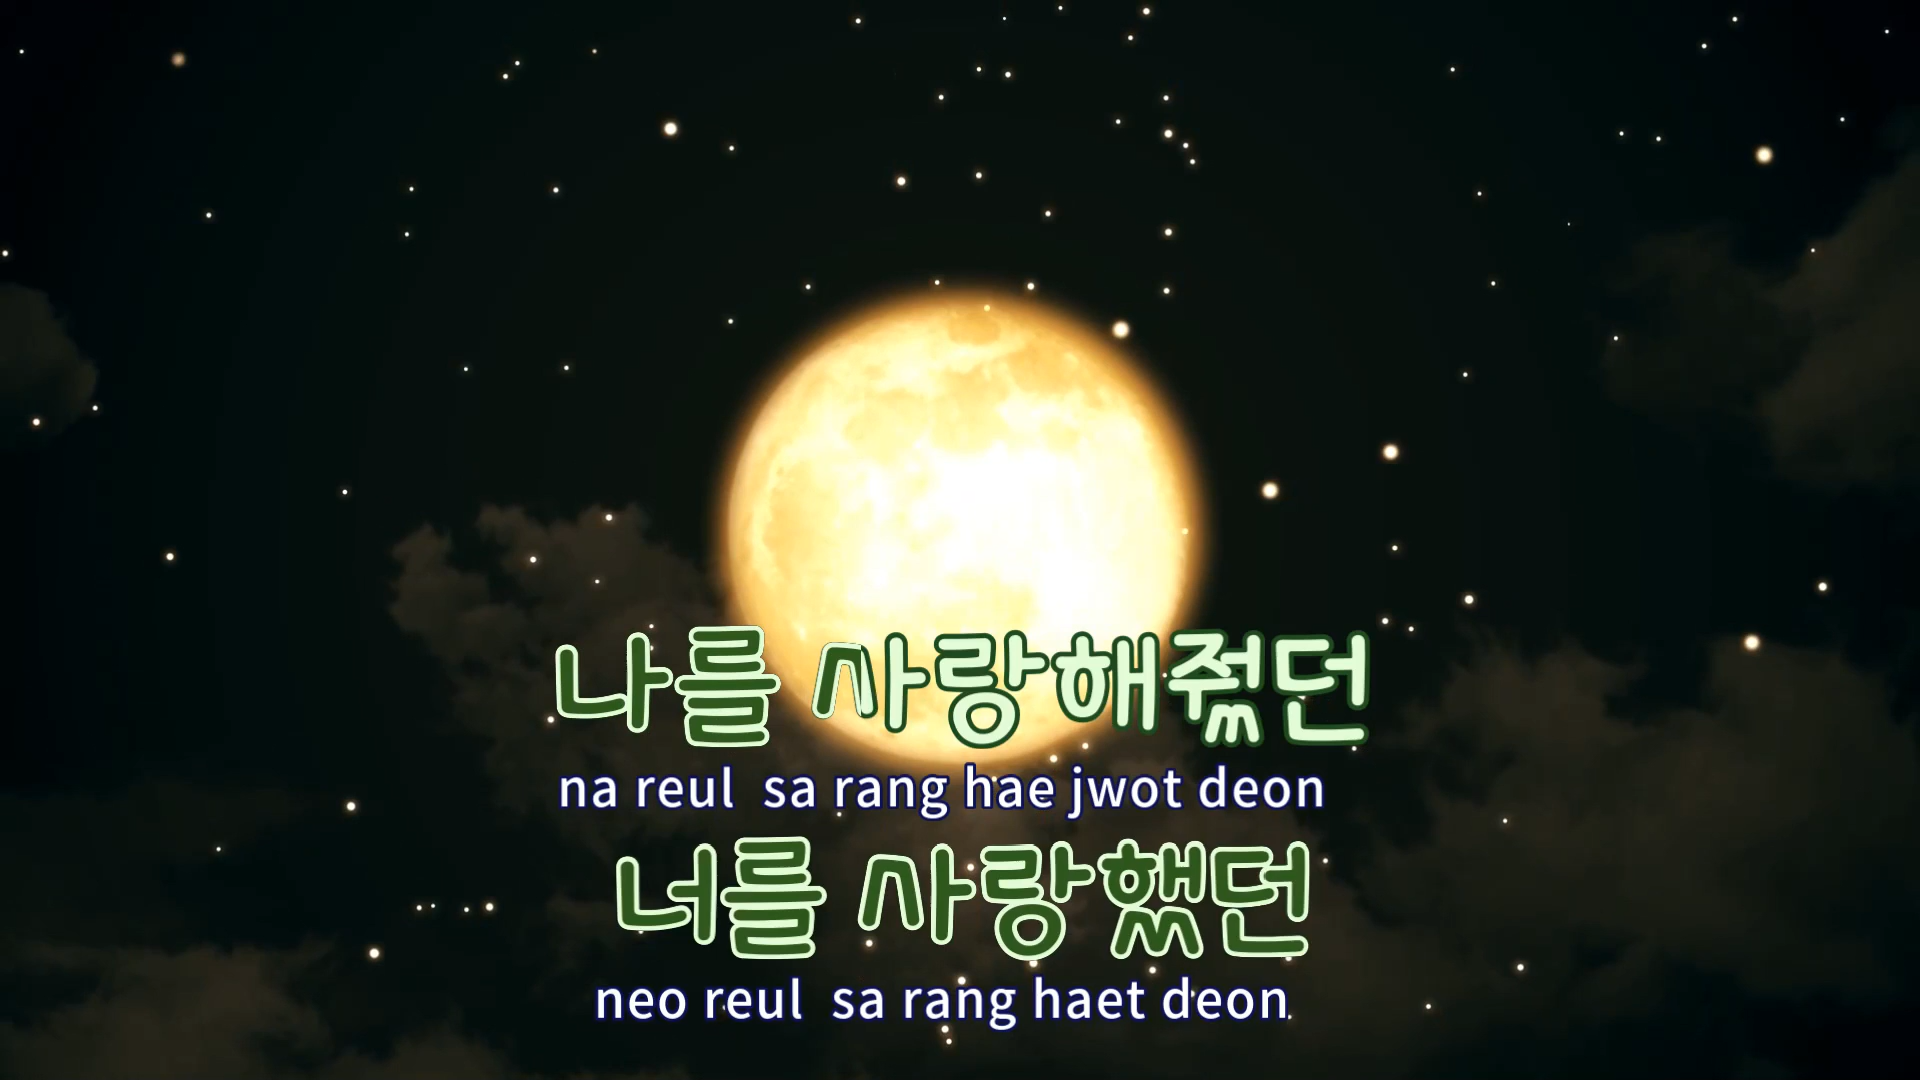 나를 사랑해줬던
na reul  sa rang hae jwot deon
너를 사랑했던
neo reul  sa rang haet deon